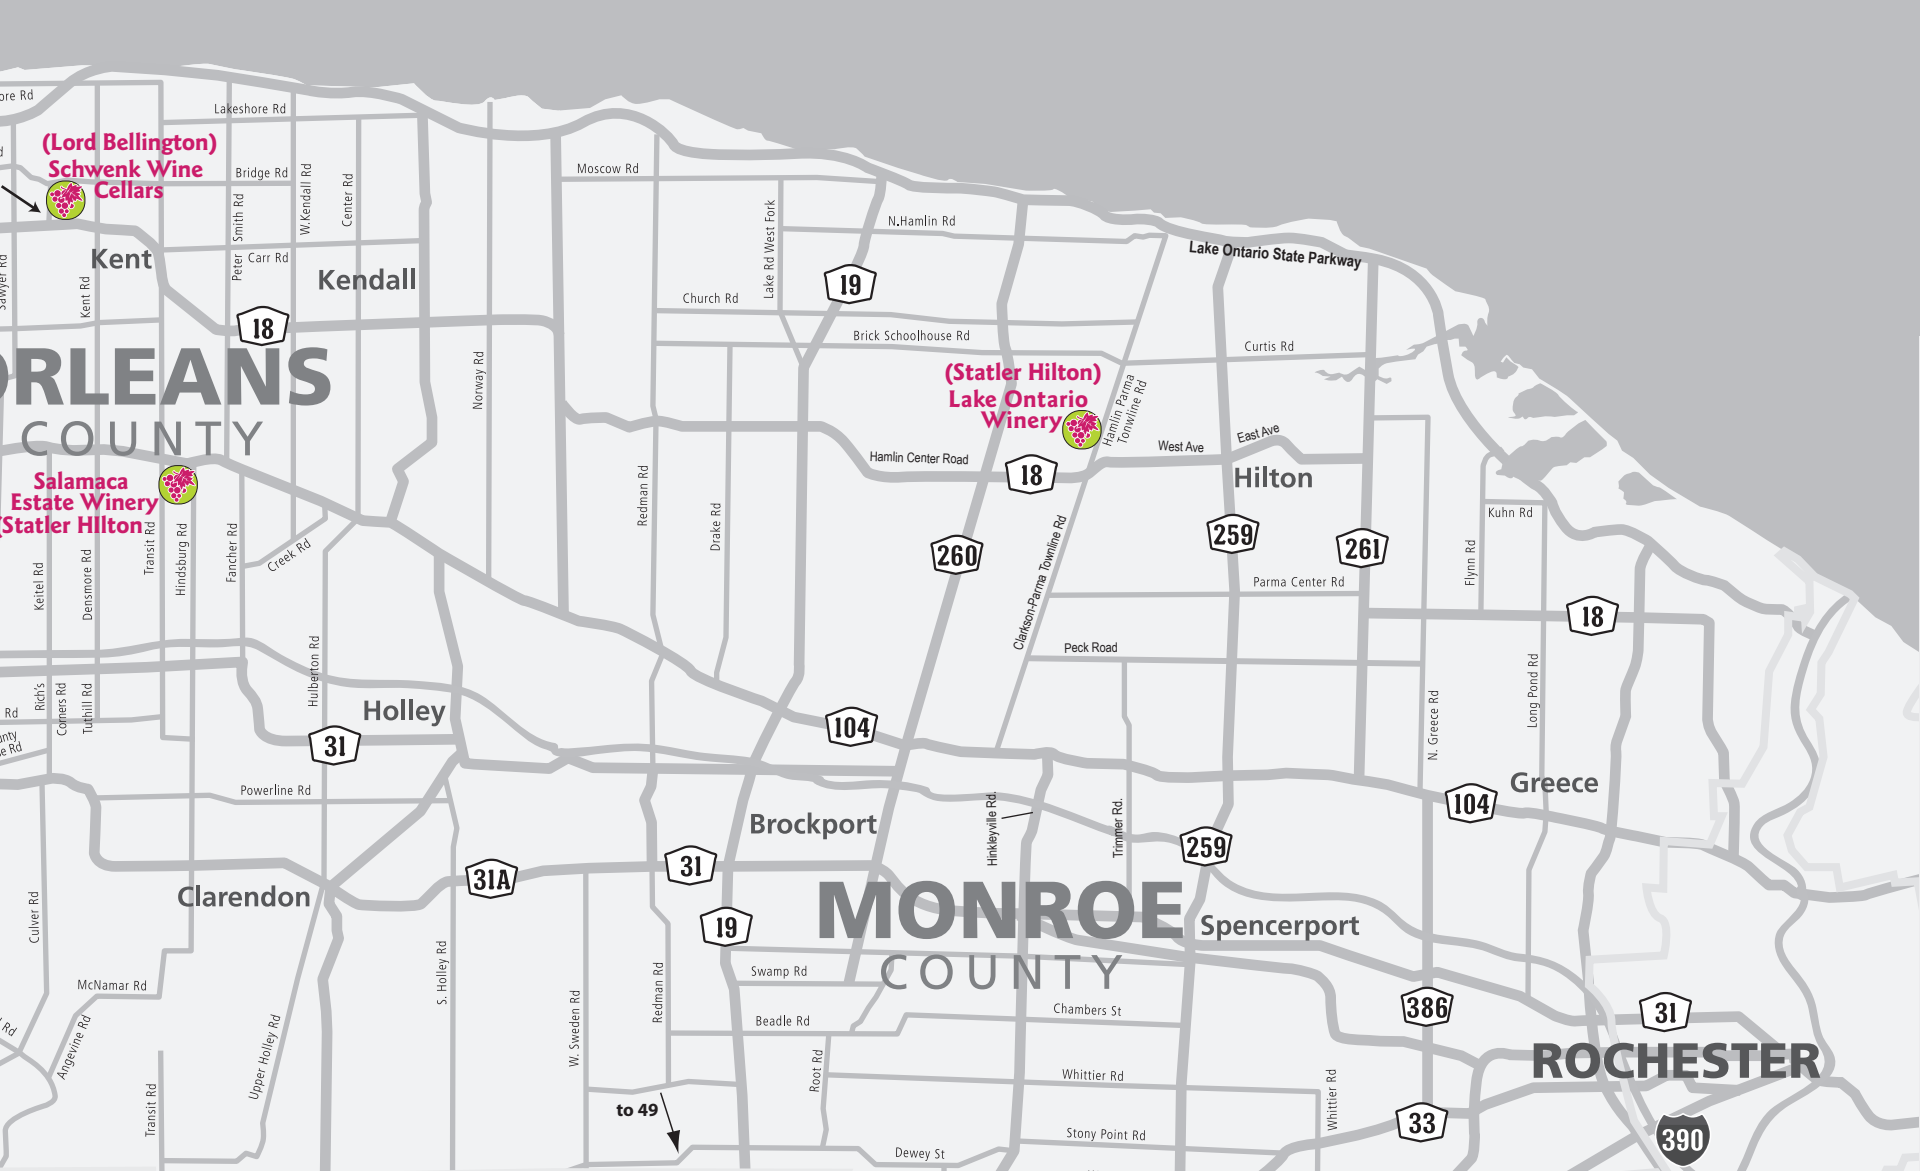 ore Rd
Lakeshore Rd
(Lord Bellington)
Schwenk Wine
Cellars
Bridge Rd
Peter Smith Rd
W.Kendall Rd
Center Rd
Carr Rd
Kent
Kendall
Kent Rd
Sawyer Rd
18
Norway Rd
ORLEANS
COUNTY
Salamaca
Estate Winery
(Statler HIlton
Transit Rd
Hindsburg Rd
Fancher Rd
Creek Rd
Keitel Rd
Densmore Rd
Hulberton Rd
Rich's
Corners Rd
Tuthill Rd
Rd
unty
se Rd
Holley
31
Powerline Rd
Clarendon
31A
Culver Rd
McNamar Rd
Angevine Rd
Rd
Transit Rd
Upper Holley Rd
S. Holley Rd
Moscow Rd
Lake Rd West Fork
N.Hamlin Rd
19
Church Rd
Brick Schoolhouse Rd
Lake Ontario State Parkway
Curtis Rd
(Statler Hilton)
Lake Ontario
Winery
Hamlin Parma
Tonwline Rd
West Ave
East Ave
Hamlin Center Road
18
Hilton
Redman Rd
Drake Rd
260
Clarkson-Parma Townline Rd
259
261
Parma Center Rd
Peck Road
Kuhn Rd
Flynn Rd
18
Long Pond Rd
N. Greece Rd
104
Greece
104
Brockport
Hinkleyville Rd.
Trimmer Rd.
259
31
19
MONROE
COUNTY
Spencerport
Swamp Rd
Beadle Rd
Chambers St
Redman Rd
W. Sweden Rd
Root Rd
Whittier Rd
Whittier Rd
to 49
Stony Point Rd
Dewey St
386
31
ROCHESTER
33
390